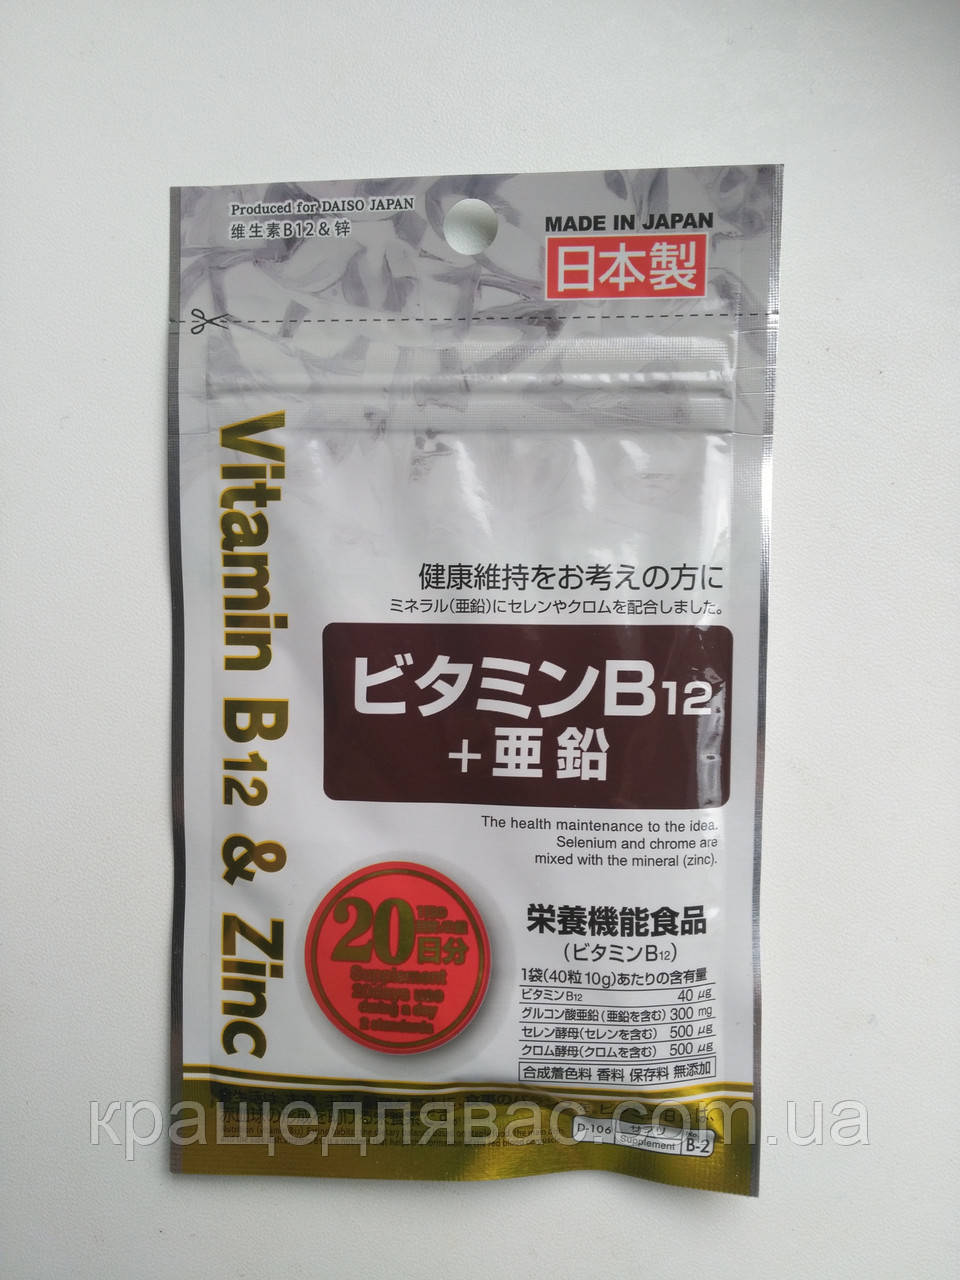 Produced for DAISO JAPAN
维生素B12&锌
MADE IN JAPAN
日本製
Vitamin B12 & Zinc
健康維持をお考えの方に
ミネラル(亜鉛)にセレンやクロムを配合しました。
ビタミンB12
+亜鉛
The health maintenance to the idea.
Selenium and chrome are
mixed with the mineral (zinc).
20日分
Supplement
栄養機能食品
(ビタミンB12)
1袋(40粒10g)あたりの含有量
ビタミンB12 40 μg
グルコン酸亜鉛(亜鉛を含む) 300 mg
セレン酵母(セレンを含む) 500 μg
クロム酵母(クロムを含む) 500 μg
合成着色料 香料 保存料 無添加
кращедлявас.com.ua
D-106
サプリ
Supplement
B-2